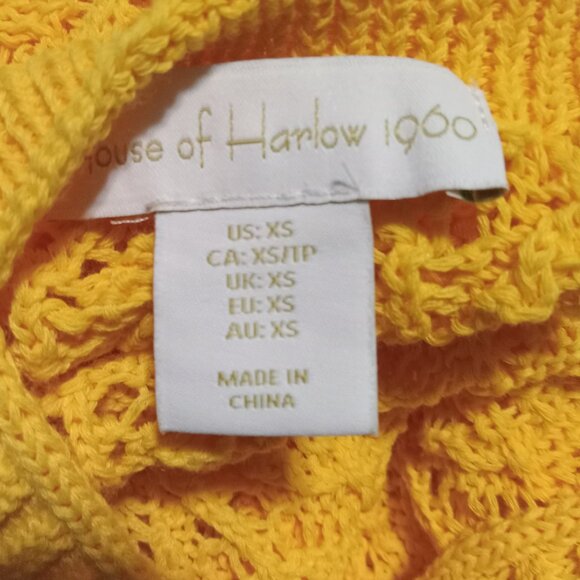 House of Harlow 1960
US: XS
CA: XS/TP
UK: XS
EU: XS
AU: XS
MADE IN
CHINA